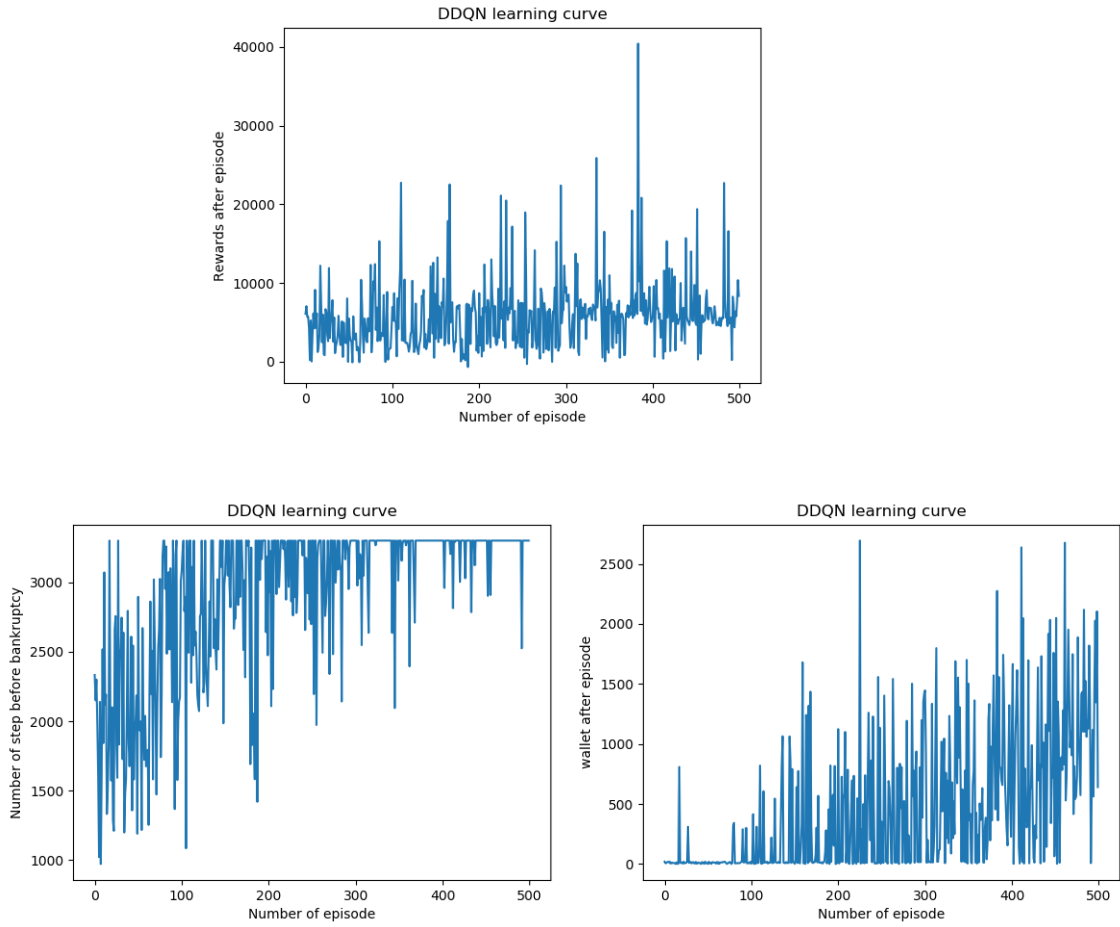 DDQN learning curve
Rewards after episode
40000
30000
20000
10000
0
0 100 200 300 400 500
Number of episode
DDQN learning curve
Number of step before bankruptcy
3000
2500
2000
1500
1000
0 100 200 300 400 500
Number of episode
DDQN learning curve
wallet after episode
2500
2000
1500
1000
500
0
0 100 200 300 400 500
Number of episode